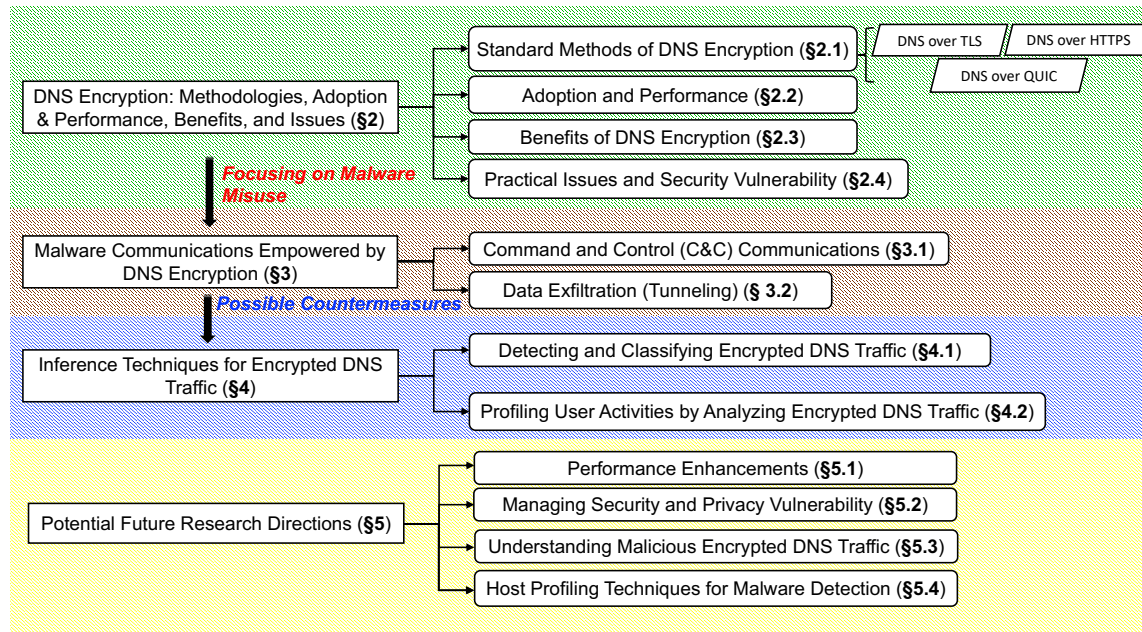 Standard Methods of DNS Encryption (§2.1)
DNS over TLS
DNS over HTTPS
DNS over QUIC
DNS Encryption: Methodologies, Adoption
& Performance, Benefits, and Issues (§2)
Adoption and Performance (§2.2)
Benefits of DNS Encryption (§2.3)
Practical Issues and Security Vulnerability (§2.4)
Focusing on Malware
Misuse
Malware Communications Empowered by
DNS Encryption (§3)
Command and Control (C&C) Communications (§3.1)
Data Exfiltration (Tunneling) (§ 3.2)
Possible Countermeasures
Inference Techniques for Encrypted DNS
Traffic (§4)
Detecting and Classifying Encrypted DNS Traffic (§4.1)
Profiling User Activities by Analyzing Encrypted DNS Traffic (§4.2)
Potential Future Research Directions (§5)
Performance Enhancements (§5.1)
Managing Security and Privacy Vulnerability (§5.2)
Understanding Malicious Encrypted DNS Traffic (§5.3)
Host Profiling Techniques for Malware Detection (§5.4)